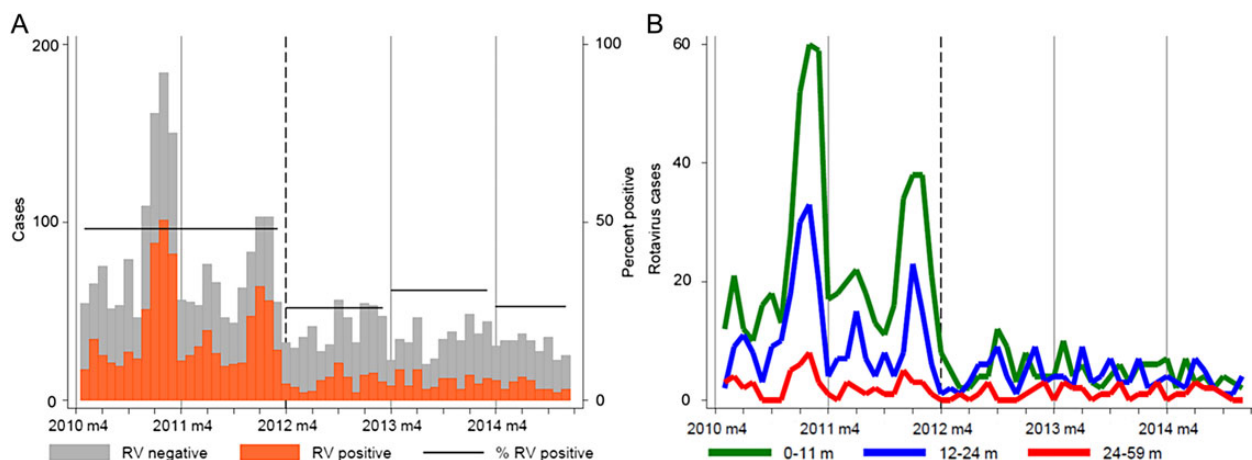 A
200
100
0
Cases
100
50
0
Percent positive
2010 m4
2011 m4
2012 m4
2013 m4
2014 m4
RV negative
RV positive
% RV positive
B
60
40
20
0
Rotavirus cases
2010 m4
2011 m4
2012 m4
2013 m4
2014 m4
0-11 m
12-24 m
24-59 m